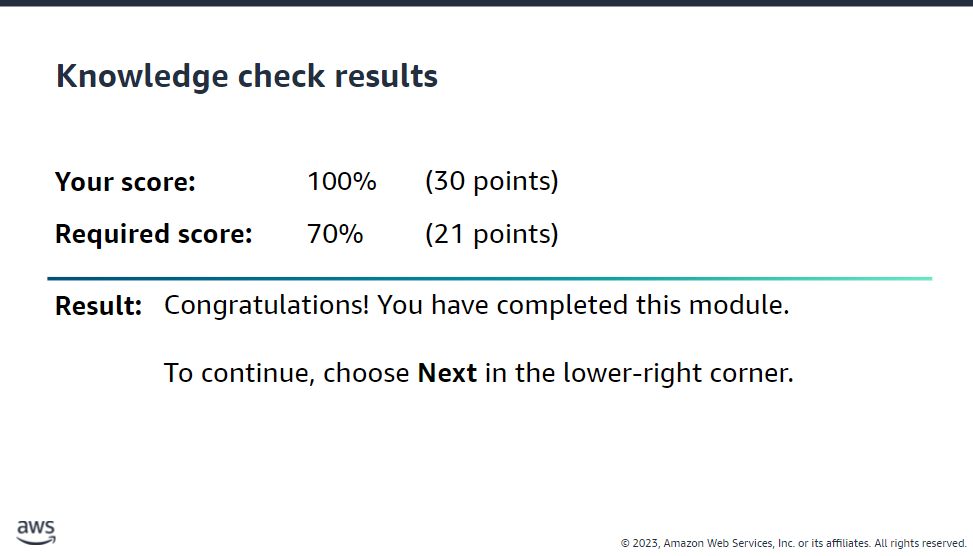 Knowledge check results
Your score: 100% (30 points)
Required score: 70% (21 points)
Result: Congratulations! You have completed this module.
To continue, choose Next in the lower-right corner.
aws
© 2023, Amazon Web Services, Inc. or its affiliates. All rights reserved.